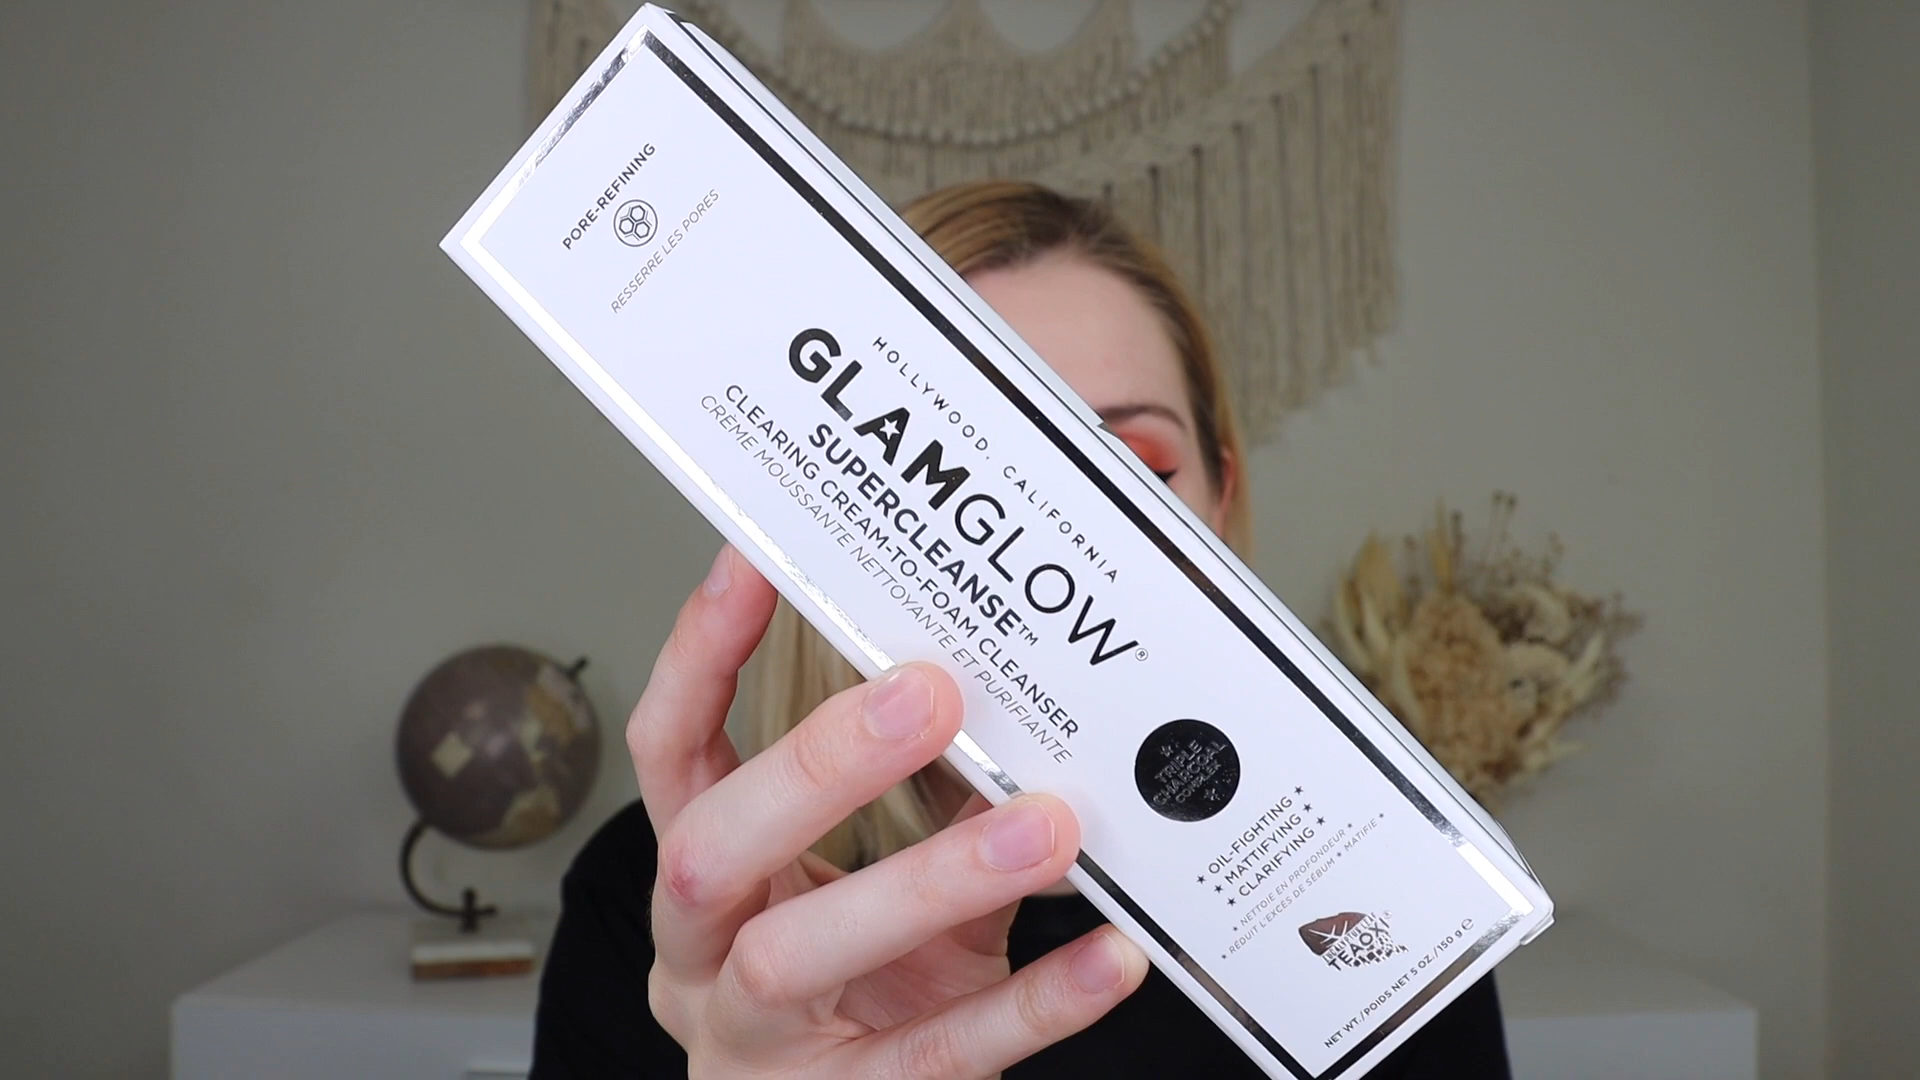 PORE-REFINING
RESSERRE LES PORES
HOLLYWOOD, CALIFORNIA
GLAMGLOW®
SUPERCLEANSE™
CLEARING CREAM-TO-FOAM CLEANSER
CRÈME MOUSSANTE NETTOYANTE ET PURIFIANTE
TRIPLE
CHARCOAL
COMPLEX
★ OIL-FIGHTING ★
★ MATTIFYING ★
★ CLARIFYING ★
★ NETTOIE EN PROFONDEUR ★
★ RÉDUIT L'EXCÈS DE SÉBUM ★ MATIFIE ★
TEAOXI®
NET WT./POIDS NET 5 OZ./150 g ℮